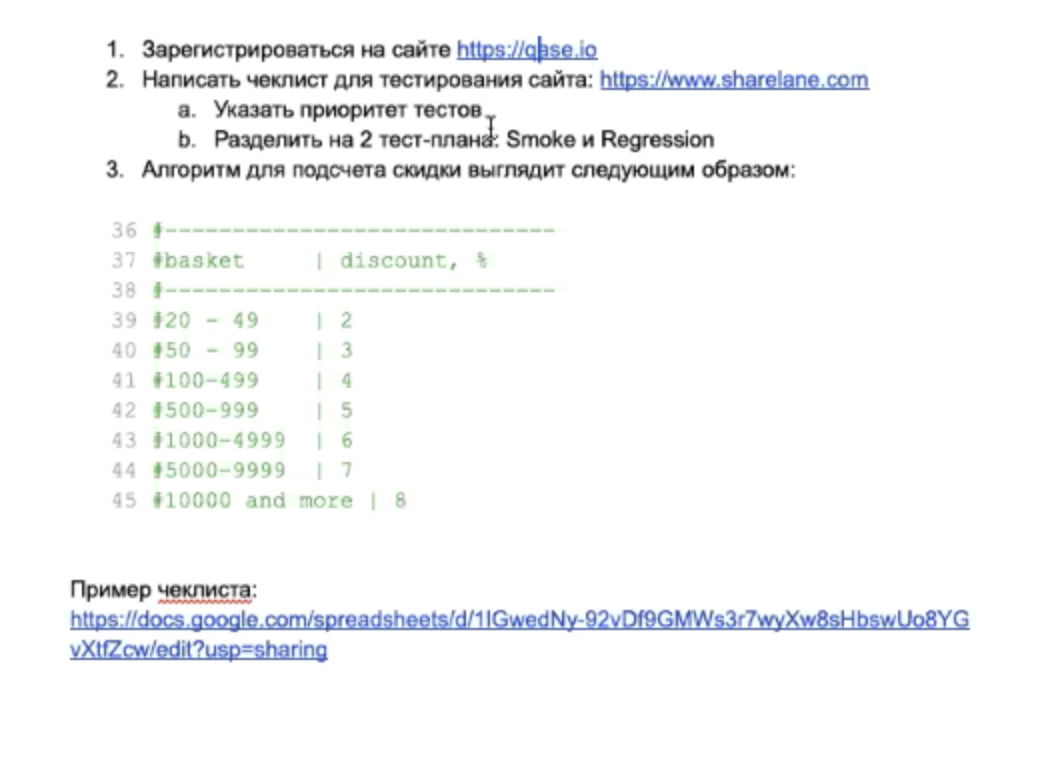 1. Зарегистрироваться на сайте https://qase.io
2. Написать чеклист для тестирования сайта: https://www.sharelane.com
a. Указать приоритет тестов
b. Разделить на 2 тест-плана: Smoke и Regression
3. Алгоритм для подсчета скидки выглядит следующим образом:
36 #-----------------------------
37 #basket | discount, %
38 #-----------------------------
39 #20 - 49 | 2
40 #50 - 99 | 3
41 #100-499 | 4
42 #500-999 | 5
43 #1000-4999 | 6
44 #5000-9999 | 7
45 #10000 and more | 8
Пример чеклиста:
https://docs.google.com/spreadsheets/d/1IGwedNy-92vDf9GMWs3r7wyXw8sHbswUo8YG
vXtfZcw/edit?usp=sharing